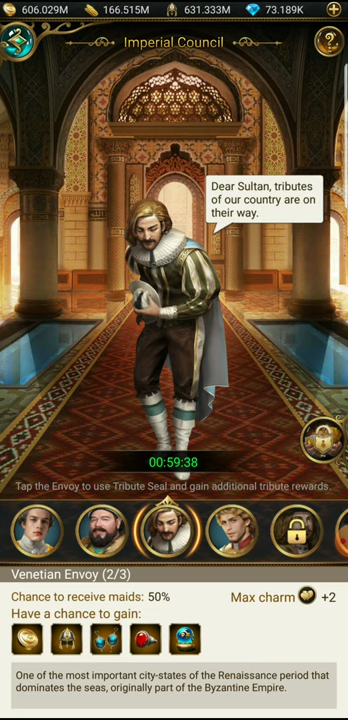 606.029M 166.515M 631.333M 73.189K
Imperial Council
Dear Sultan, tributes
of our country are on
their way.
00:59:38
Tap the Envoy to use Tribute Seal and gain additional tribute rewards.
Venetian Envoy (2/3)
Chance to receive maids: 50% Max charm +2
Have a chance to gain:
One of the most important city-states of the Renaissance period that
dominates the seas, originally part of the Byzantine Empire.